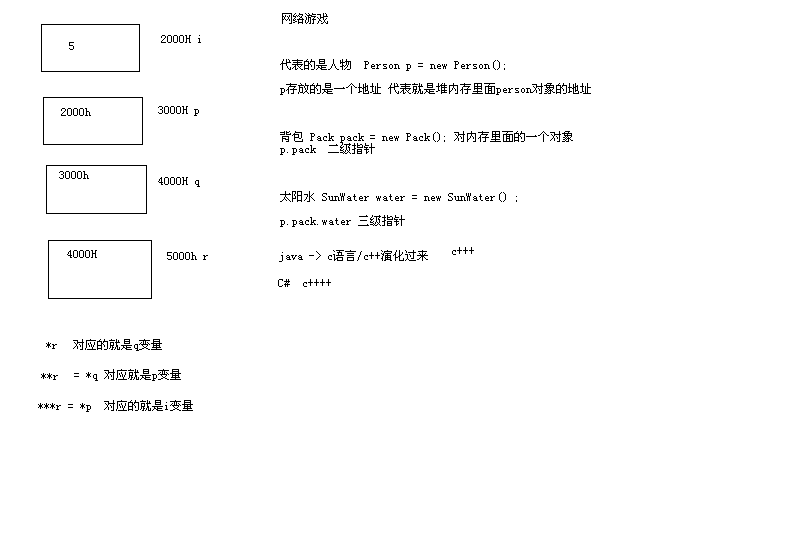 5
2000H i
2000h
3000H p
3000h
4000H q
4000H
5000h r
*r 对应的就是q变量
**r = *q 对应就是p变量
***r = *p 对应的就是i变量
网络游戏
代表的是人物 Person p = new Person();
p存放的是一个地址 代表就是堆内存里面person对象的地址
背包 Pack pack = new Pack(); 对内存里面的一个对象
p.pack 二级指针
太阳水 SunWater water = new SunWater() ;
p.pack.water 三级指针
java -> c语言/c++演化过来 c+++
C# c++++